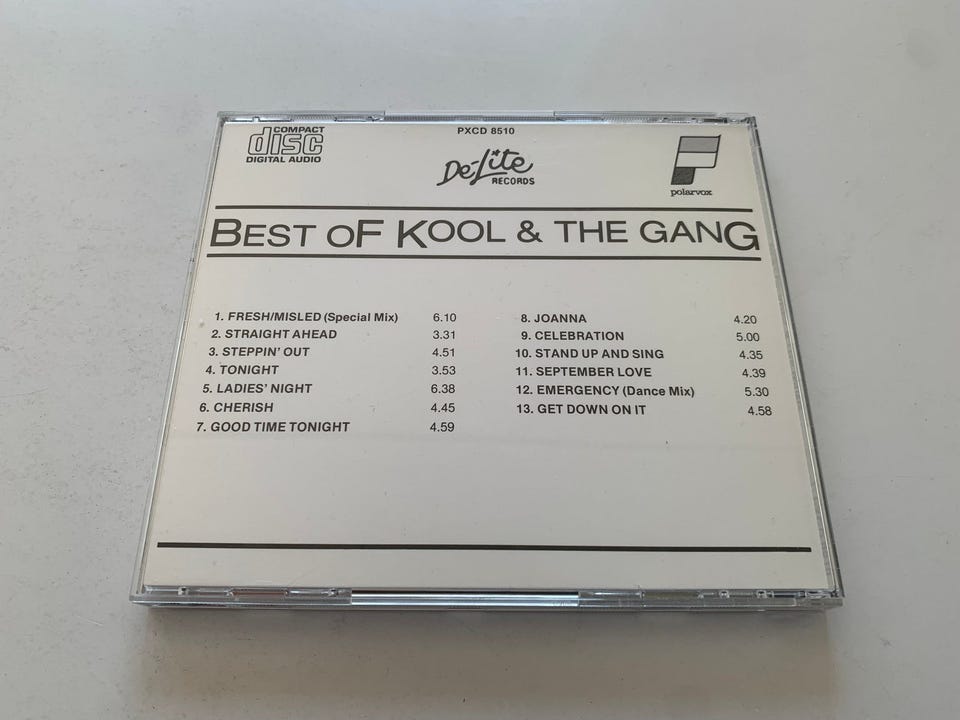 COMPACT
disc
DIGITAL AUDIO
PXCD 8510
De-Lite
RECORDS
polarvox
BEST OF KOOL & THE GANG
1. FRESH/MISLED (Special Mix) 6.10
2. STRAIGHT AHEAD 3.31
3. STEPPIN' OUT 4.51
4. TONIGHT 3.53
5. LADIES' NIGHT 6.38
6. CHERISH 4.45
7. GOOD TIME TONIGHT 4.59
8. JOANNA 4.20
9. CELEBRATION 5.00
10. STAND UP AND SING 4.35
11. SEPTEMBER LOVE 4.39
12. EMERGENCY (Dance Mix) 5.30
13. GET DOWN ON IT 4.58